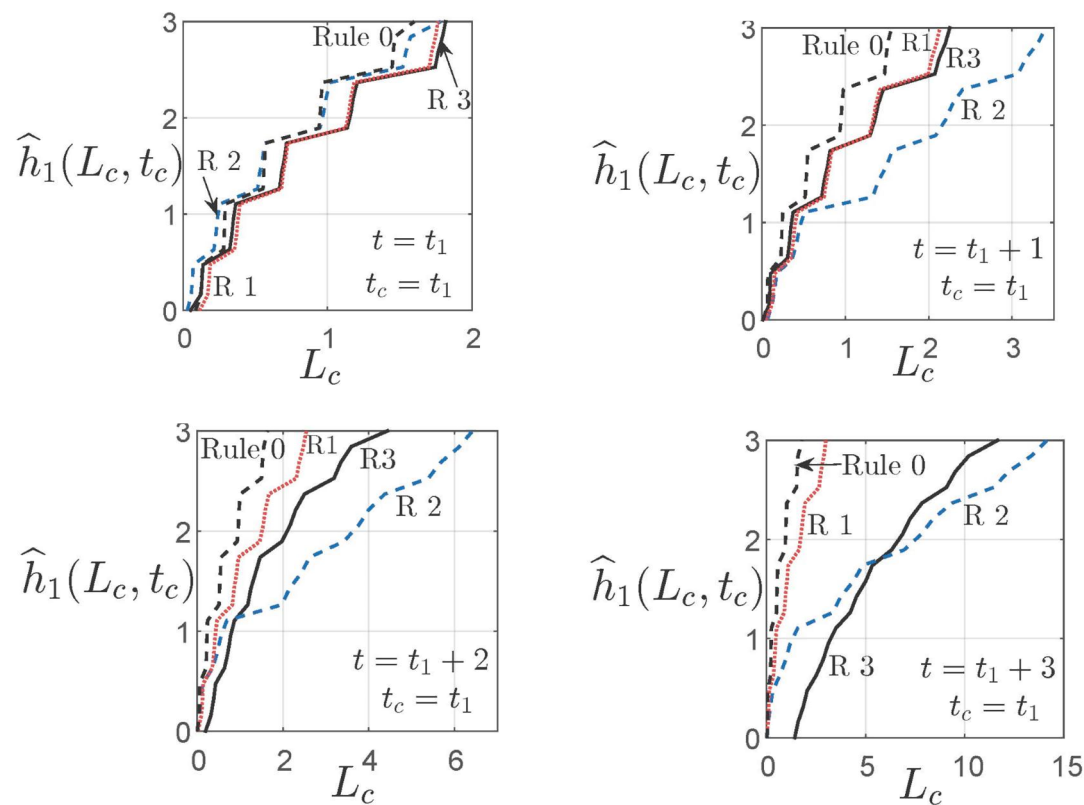 3
Rule 0
R 3
2
ĥ₁(L_c, t_c)
R 2
1
t = t₁
R 1
t_c = t₁
0
0 1 2
L_c
3
Rule 0 R1
R3
R 2
2
ĥ₁(L_c, t_c)
1
t = t₁ + 1
t_c = t₁
0
0 1 2 3
L_c
3
Rule 0 R1
R3
R 2
2
ĥ₁(L_c, t_c)
1
t = t₁ + 2
t_c = t₁
0
0 2 4 6
L_c
3
Rule 0
R 1 R 2
2
ĥ₁(L_c, t_c)
1
R 3 t = t₁ + 3
t_c = t₁
0
0 5 10 15
L_c